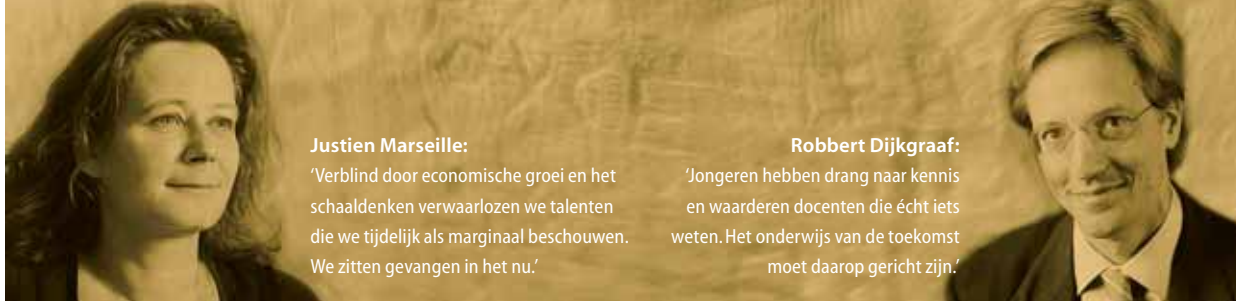 Justien Marseille:
‘Verblind door economische groei en het
schaaldenken verwaarlozen we talenten
die we tijdelijk als marginaal beschouwen.
We zitten gevangen in het nu.’
Robbert Dijkgraaf:
‘Jongeren hebben drang naar kennis
en waarderen docenten die écht iets
weten. Het onderwijs van de toekomst
moet daarop gericht zijn.’